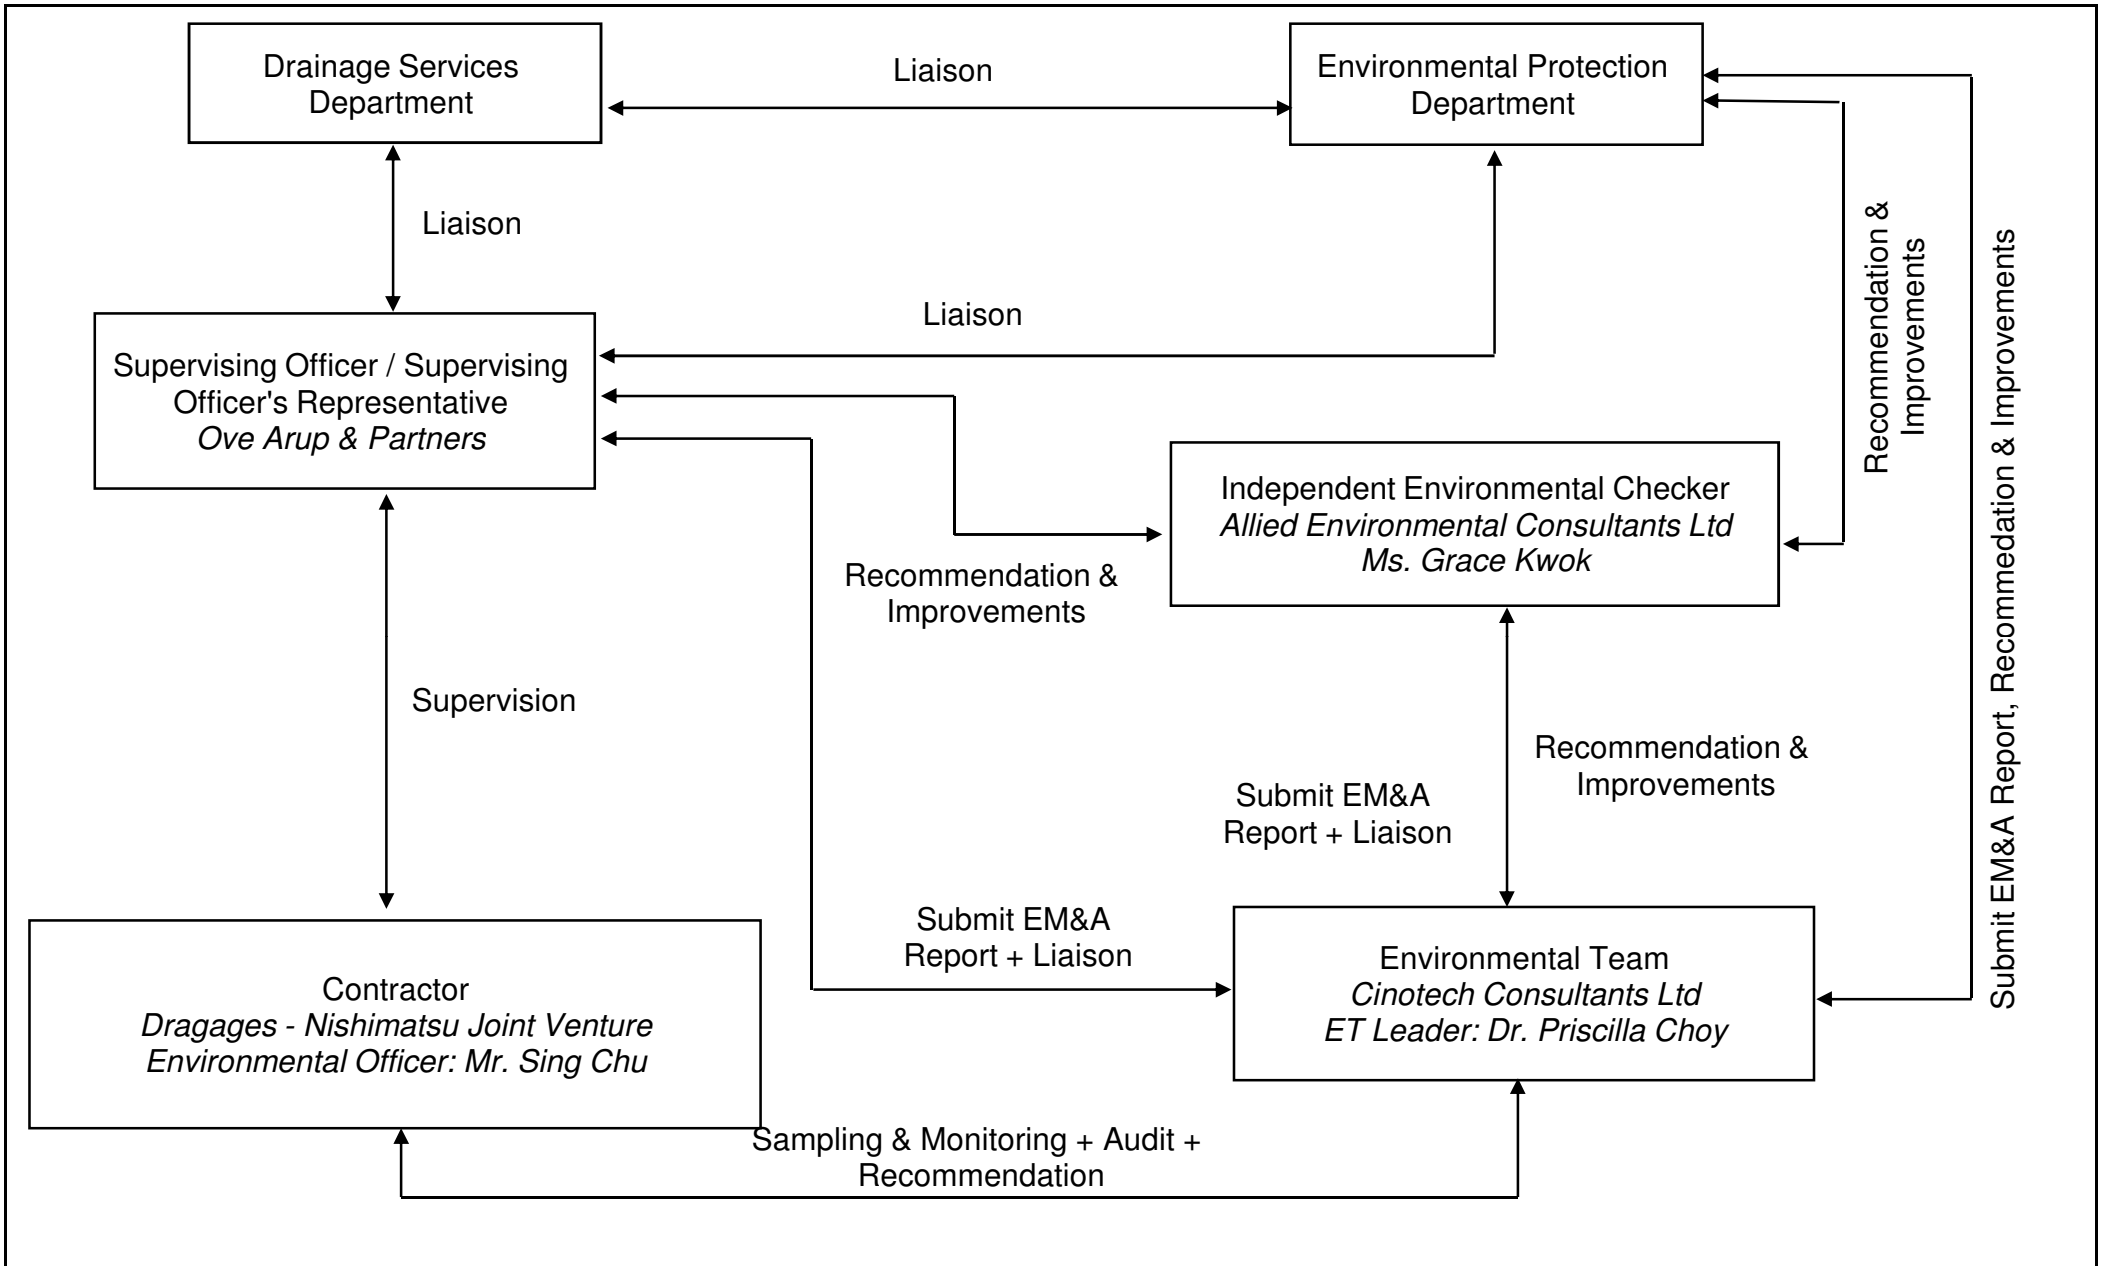 Drainage Services
Department
Liaison
Environmental Protection
Department
Liaison
Liaison
Supervising Officer / Supervising
Officer's Representative
Ove Arup & Partners
Recommendation &
Improvements
Submit EM&A Report, Recommedation & Improvements
Independent Environmental Checker
Allied Environmental Consultants Ltd
Ms. Grace Kwok
Recommendation &
Improvements
Supervision
Recommendation &
Improvements
Submit EM&A
Report + Liaison
Submit EM&A
Report + Liaison
Contractor
Dragages - Nishimatsu Joint Venture
Environmental Officer: Mr. Sing Chu
Environmental Team
Cinotech Consultants Ltd
ET Leader: Dr. Priscilla Choy
Sampling & Monitoring + Audit +
Recommendation